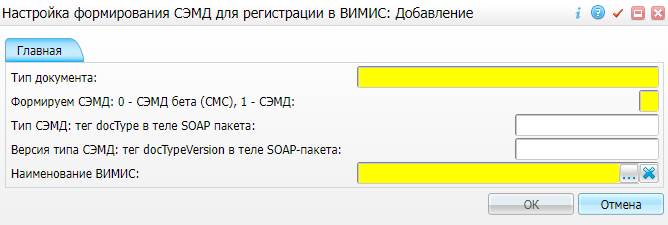 Настройка формирования СЭМД для регистрации в ВИМИС: Добавление
Главная
Тип документа:
Формируем СЭМД: 0 - СЭМД бета (СМС), 1 - СЭМД:
Тип СЭМД: тег docType в теле SOAP пакета:
Версия типа СЭМД: тег docTypeVersion в теле SOAP-пакета:
Наименование ВИМИС: ...
ОК Отмена